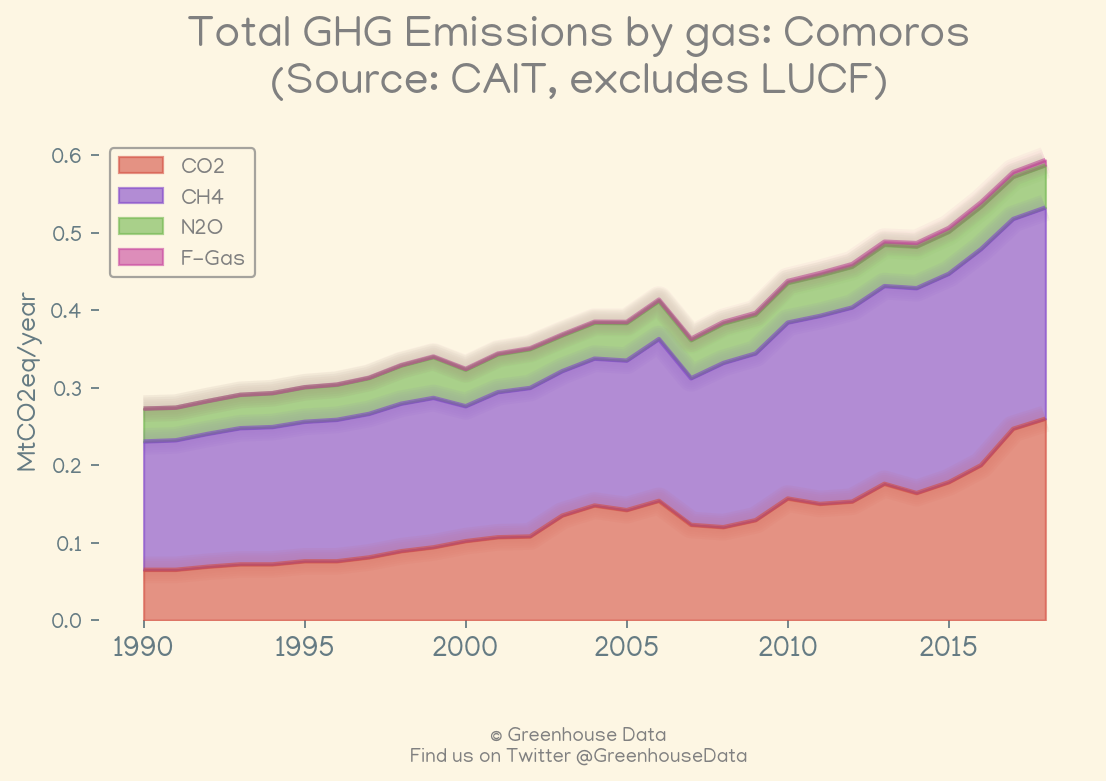 Total GHG Emissions by gas: Comoros
(Source: CAIT, excludes LUCF)
MtCO2eq/year
0.6
0.5
0.4
0.3
0.2
0.1
0.0
CO2
CH4
N2O
F-Gas
1990 1995 2000 2005 2010 2015
© Greenhouse Data
Find us on Twitter @GreenhouseData